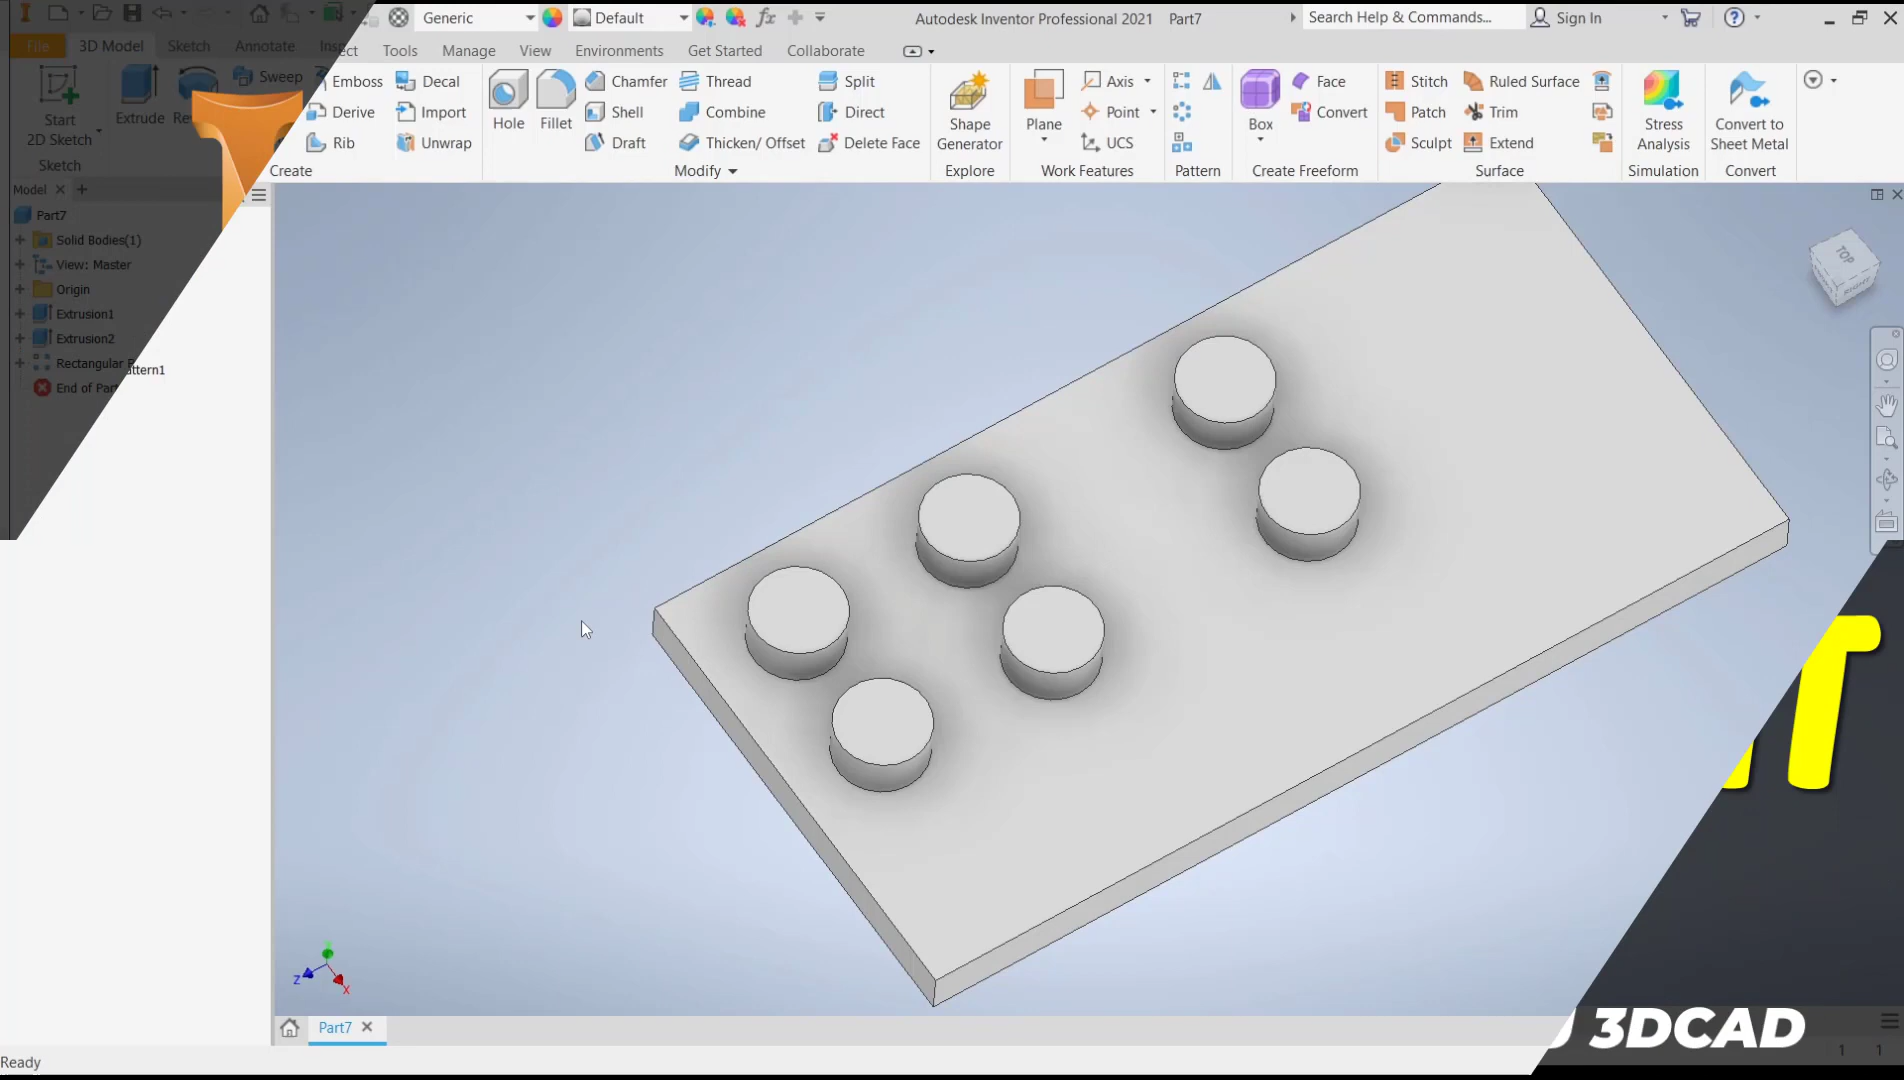 Generic
Default
fx
Autodesk Inventor Professional 2021 Part7
Search Help & Commands...
Sign In
File
3D Model
Sketch
Annotate
Tools
Manage
View
Environments
Get Started
Collaborate
Start
2D Sketch
Extrude
Sweep
Emboss
Derive
Rib
Decal
Import
Unwrap
Hole
Fillet
Chamfer
Shell
Draft
Thread
Combine
Thicken/ Offset
Split
Direct
Delete Face
Shape
Generator
Plane
Axis
Point
UCS
Box
Face
Convert
Stitch
Patch
Sculpt
Ruled Surface
Trim
Extend
Stress
Analysis
Convert to
Sheet Metal
Sketch
Create
Modify
Explore
Work Features
Pattern
Create Freeform
Surface
Simulation
Convert
Model
Part7
Solid Bodies(1)
View: Master
Origin
Extrusion1
Extrusion2
Rectangular
ttern1
End of Par
TOP
RIGHT
Z
X
Part7
Ready
3DCAD
1 1